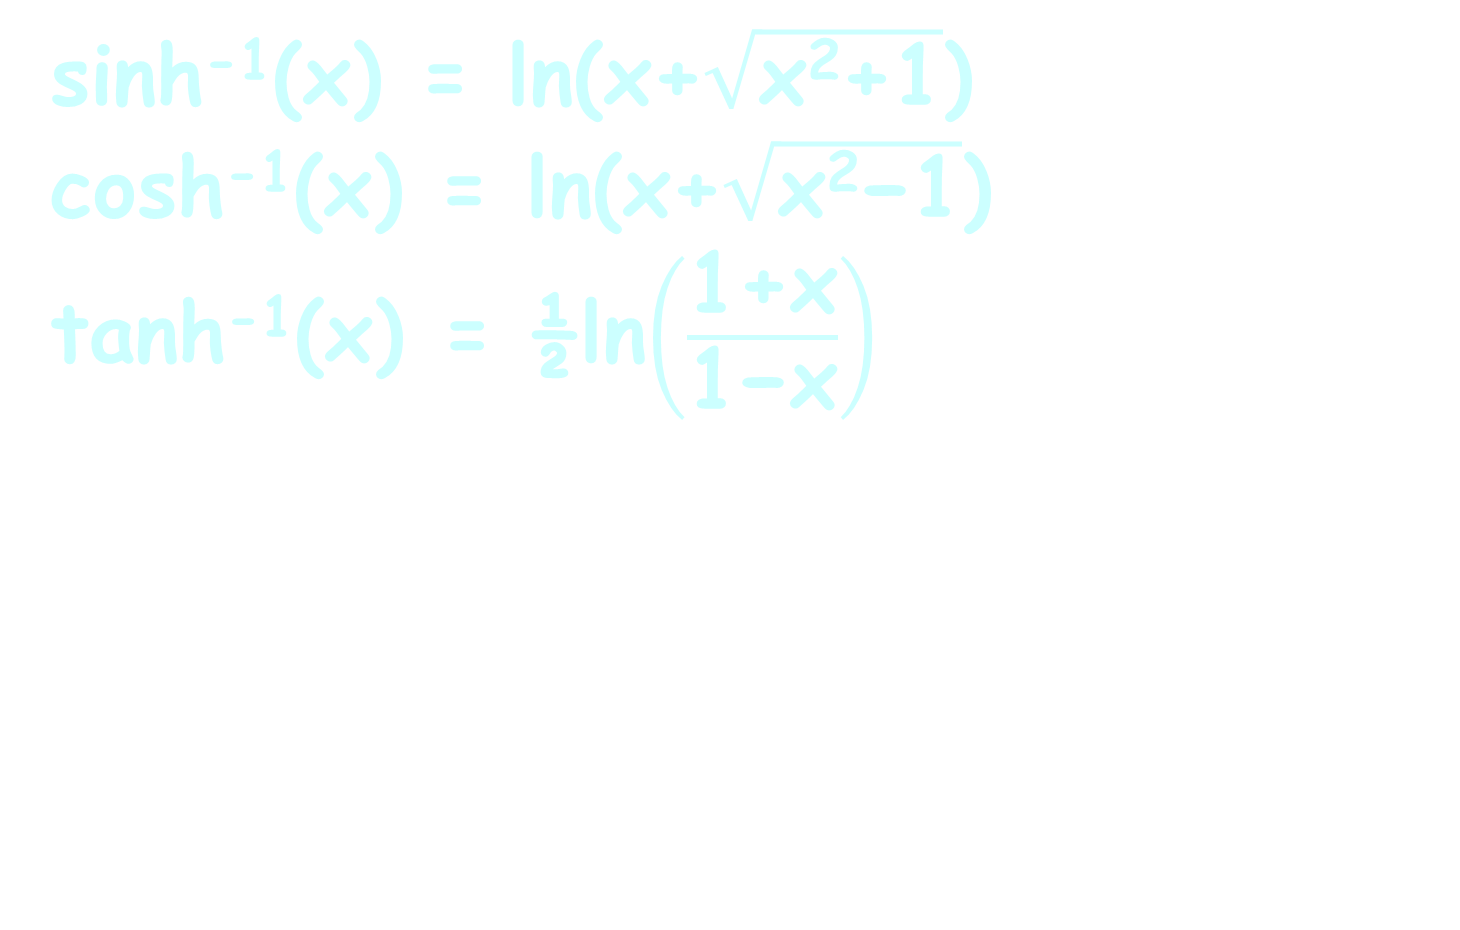 sinh⁻¹(x) = ln(x+√(x²+1))
cosh⁻¹(x) = ln(x+√(x²−1))
tanh⁻¹(x) = ½ln((1+x)/(1−x))